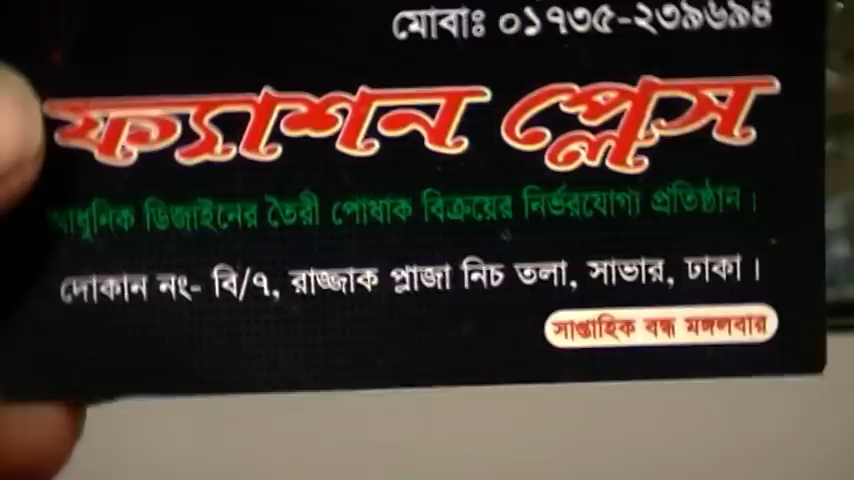 মোবাঃ ০১৭৩৫-২৩৯৬৯৪
ফ্যাশন প্লেস
আধুনিক ডিজাইনের তৈরী পোষাক বিক্রয়ের নির্ভরযোগ্য প্রতিষ্ঠান।
দোকান নং- বি/৭, রাজ্জাক প্লাজা নিচ তলা, সাভার, ঢাকা।
সাপ্তাহিক বন্ধ মঙ্গলবার